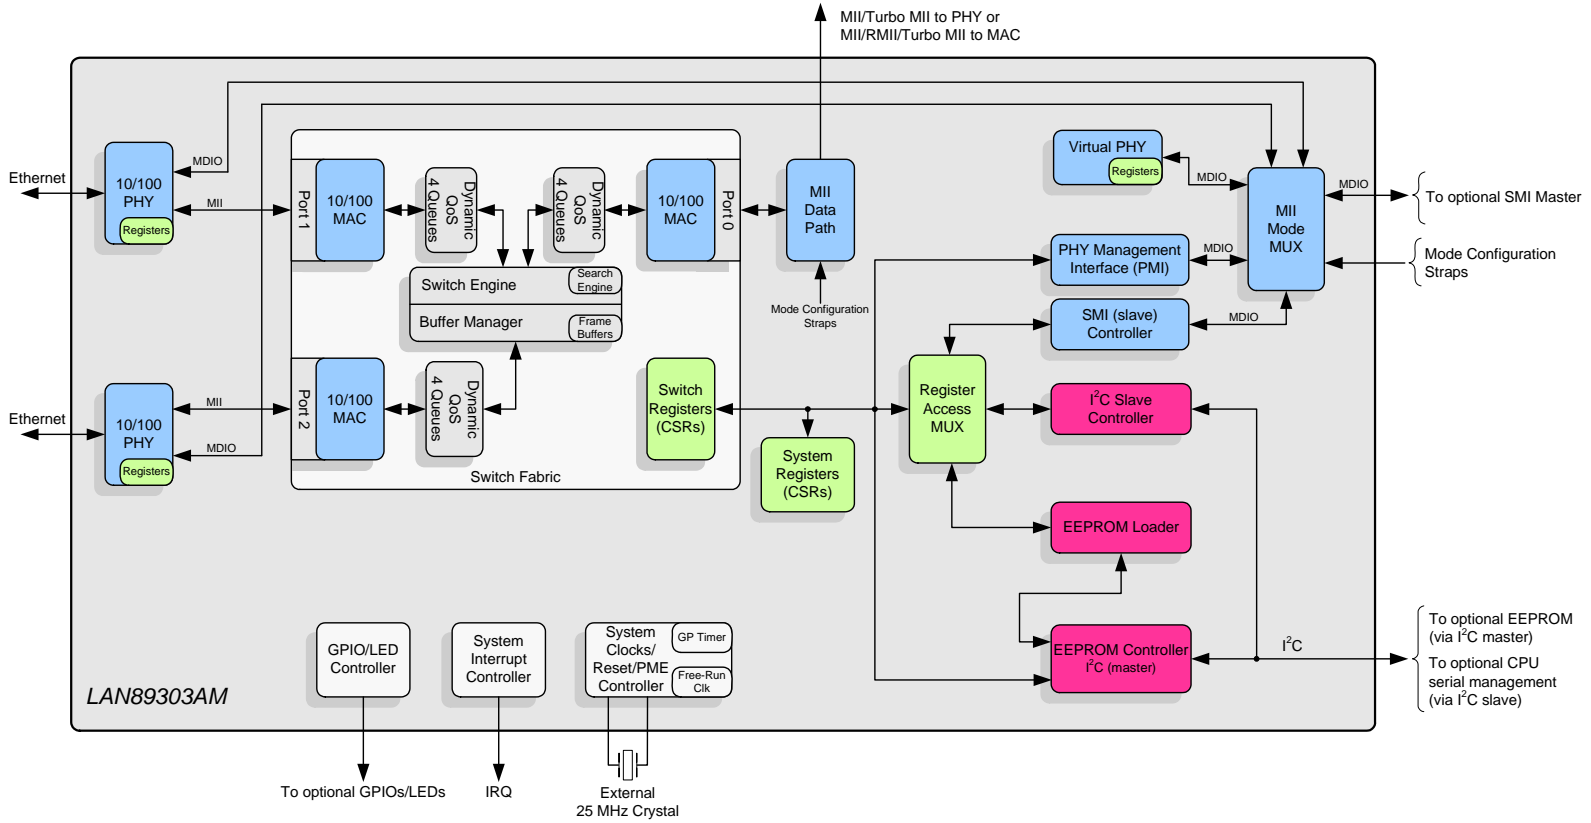 MII/Turbo MII to PHY or
MII/RMII/Turbo MII to MAC
Ethernet
10/100
PHY
Registers
MDIO
MII
Port 1
10/100
MAC
Dynamic
QoS
4 Queues
Dynamic
QoS
4 Queues
10/100
MAC
Port 0
MII
Data
Path
Mode Configuration
Straps
Switch Engine
Search
Engine
Buffer Manager
Frame
Buffers
Ethernet
10/100
PHY
Registers
MII
MDIO
Port 2
10/100
MAC
Dynamic
QoS
4 Queues
Switch
Registers
(CSRs)
Switch Fabric
System
Registers
(CSRs)
Virtual PHY
Registers
MDIO
MII
Mode
MUX
MDIO
To optional SMI Master
Mode Configuration
Straps
PHY Management
Interface (PMI)
MDIO
SMI (slave)
Controller
MDIO
Register
Access
MUX
I²C Slave
Controller
EEPROM Loader
EEPROM Controller
I²C (master)
I²C
To optional EEPROM
(via I²C master)
To optional CPU
serial management
(via I²C slave)
LAN89303AM
GPIO/LED
Controller
To optional GPIOs/LEDs
System
Interrupt
Controller
IRQ
System
Clocks/
Reset/PME
Controller
GP Timer
Free-Run
Clk
External
25 MHz Crystal